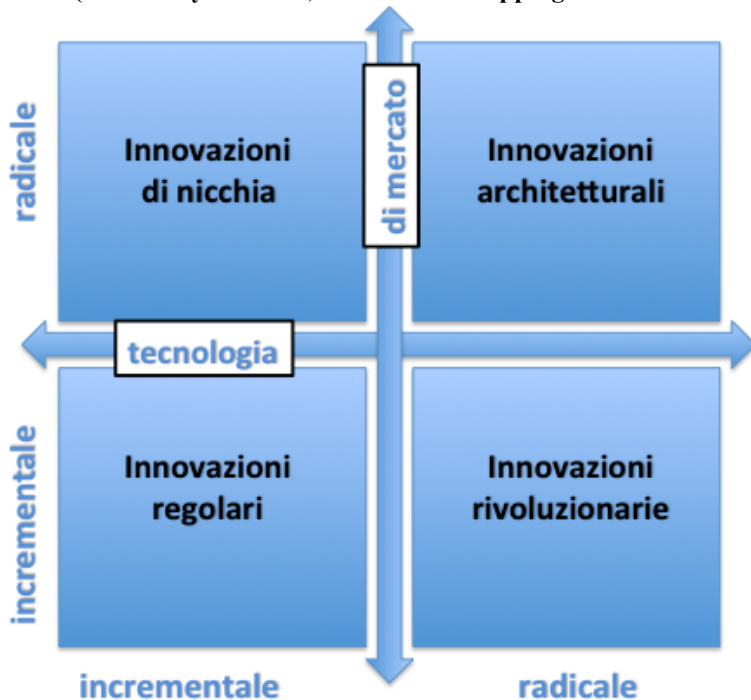 radicale
Innovazioni
di nicchia
di mercato
Innovazioni
architetturali
tecnologia
incrementale
Innovazioni
regolari
Innovazioni
rivoluzionarie
incrementale
radicale